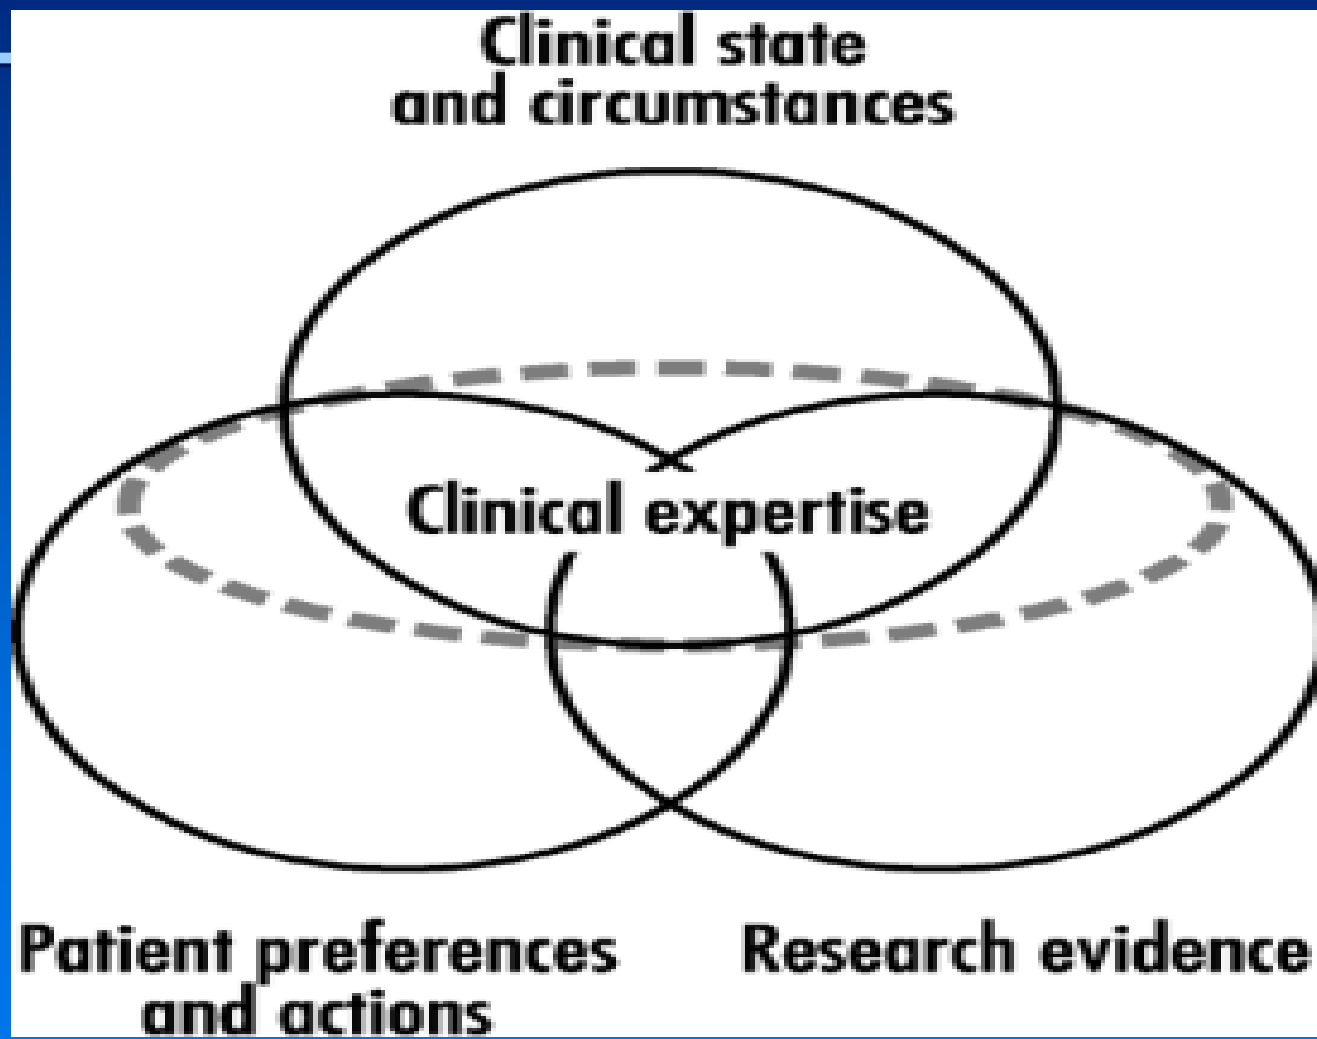 Clinical state
and circumstances
Clinical expertise
Patient preferences
and actions
Research evidence